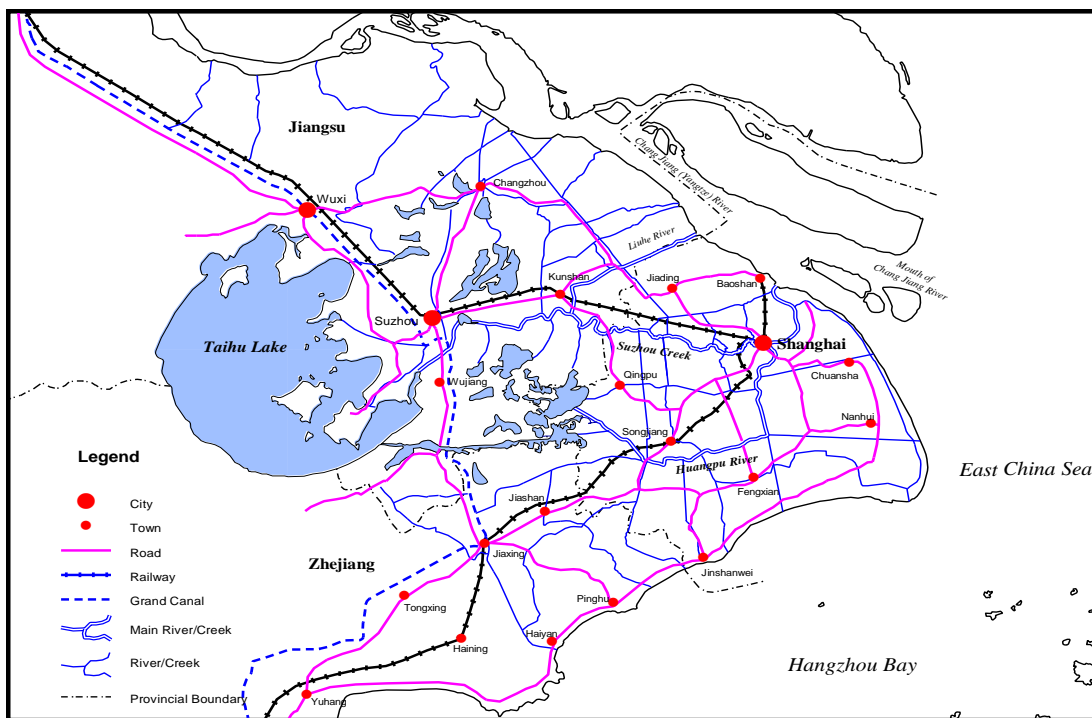 Jiangsu
Changzhou
Chang Jiang (Yangtze) River
Wuxi
Liuhe River
Mouth of
Chang Jiang River
Kunshan
Jiading
Baoshan
Suzhou
Taihu Lake
Shanghai
Suzhou Creek
Wujiang
Qingpu
Chuansha
Nanhui
Songjiang
Huangpu River
East China Sea
Fengxian
Jiashan
Legend
City
Town
Road
Railway
Grand Canal
Main River/Creek
River/Creek
Provincial Boundary
Zhejiang
Jiaxing
Jinshanwei
Tongxing
Pinghu
Haiyan
Haining
Hangzhou Bay
Yuhang